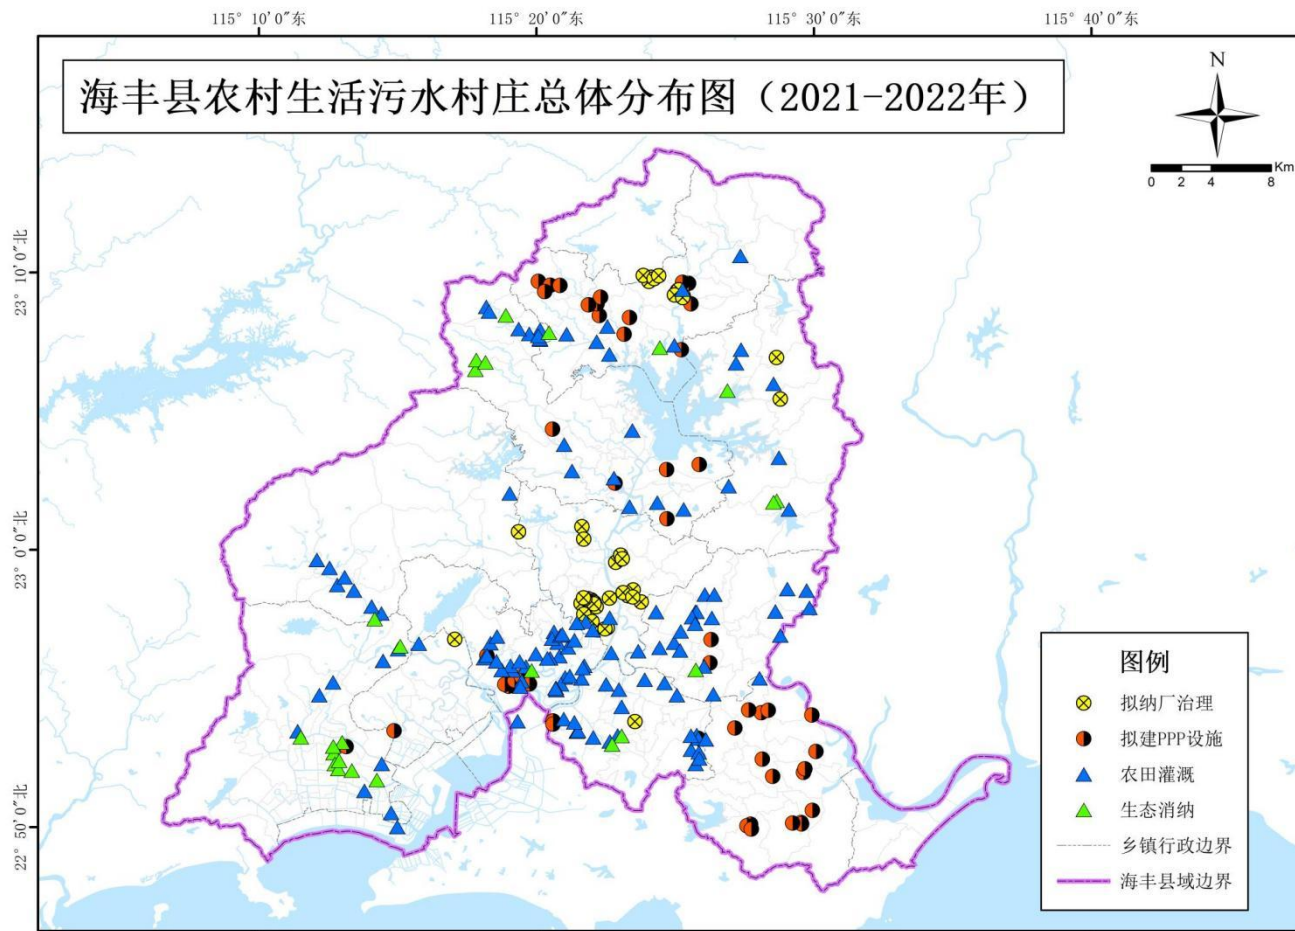 115° 10′0″东
115° 20′0″东
115° 30′0″东
115° 40′0″东
海丰县农村生活污水村庄总体分布图（2021-2022年）
N
Km
0 2 4 8
23° 10′0″北
23° 0′0″北
22° 50′0″北
图例
拟纳厂治理
拟建PPP设施
农田灌溉
生态消纳
乡镇行政边界
海丰县域边界